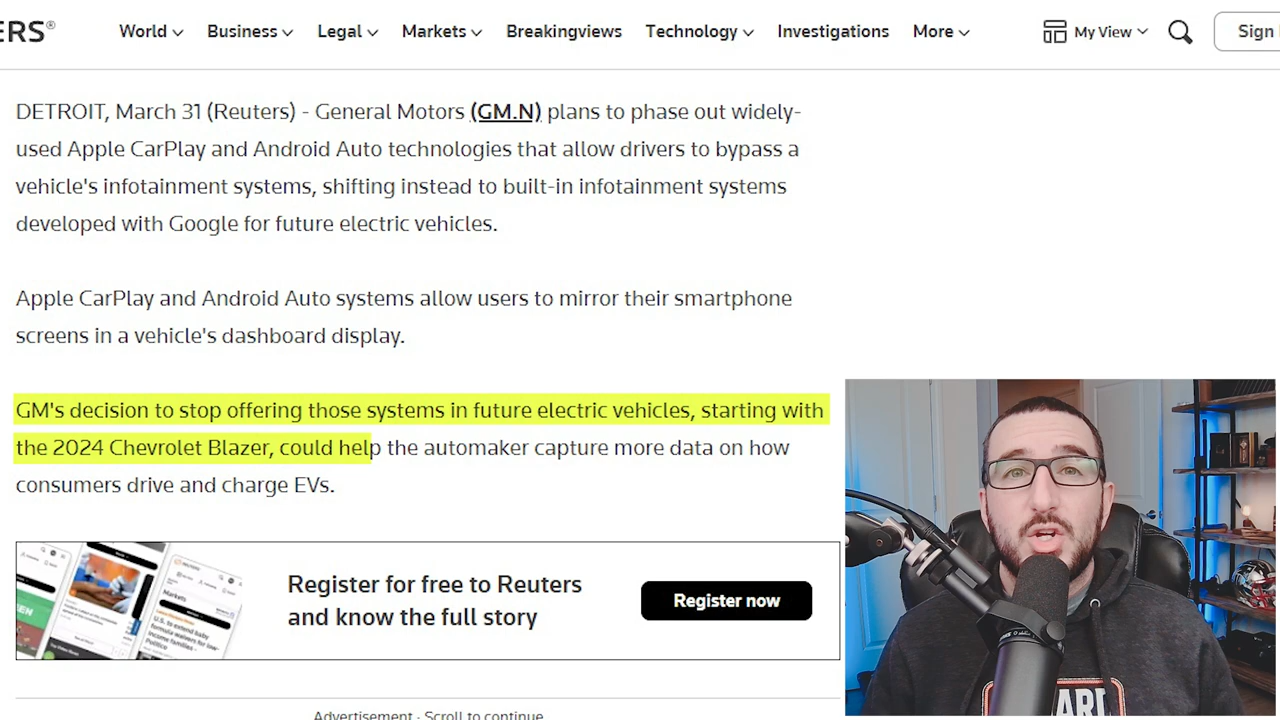 ERS®
World Business Legal Markets Breakingviews Technology Investigations More My View Sign
DETROIT, March 31 (Reuters) - General Motors (GM.N) plans to phase out widely-
used Apple CarPlay and Android Auto technologies that allow drivers to bypass a
vehicle's infotainment systems, shifting instead to built-in infotainment systems
developed with Google for future electric vehicles.
Apple CarPlay and Android Auto systems allow users to mirror their smartphone
screens in a vehicle's dashboard display.
GM's decision to stop offering those systems in future electric vehicles, starting with
the 2024 Chevrolet Blazer, could help the automaker capture more data on how
consumers drive and charge EVs.
Register for free to Reuters
and know the full story
Register now
Advertisement · Scroll to continue